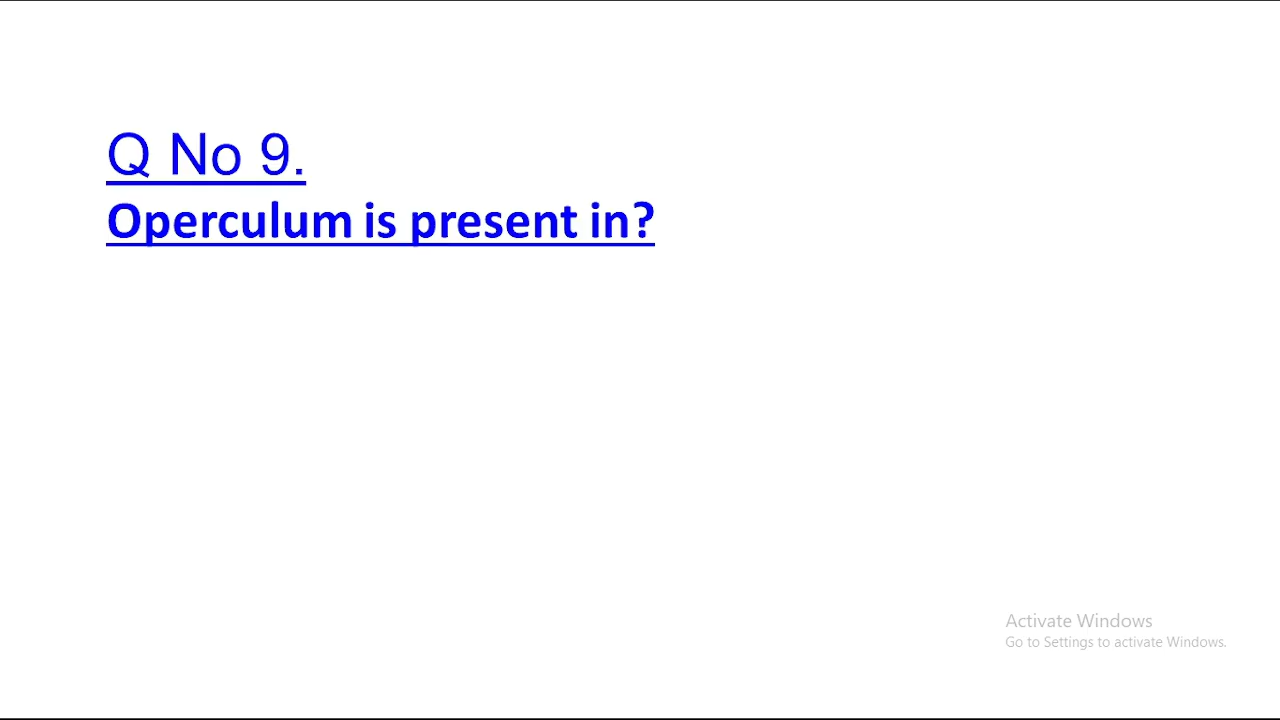 Q No 9.
Operculum is present in?
Activate Windows
Go to Settings to activate Windows.